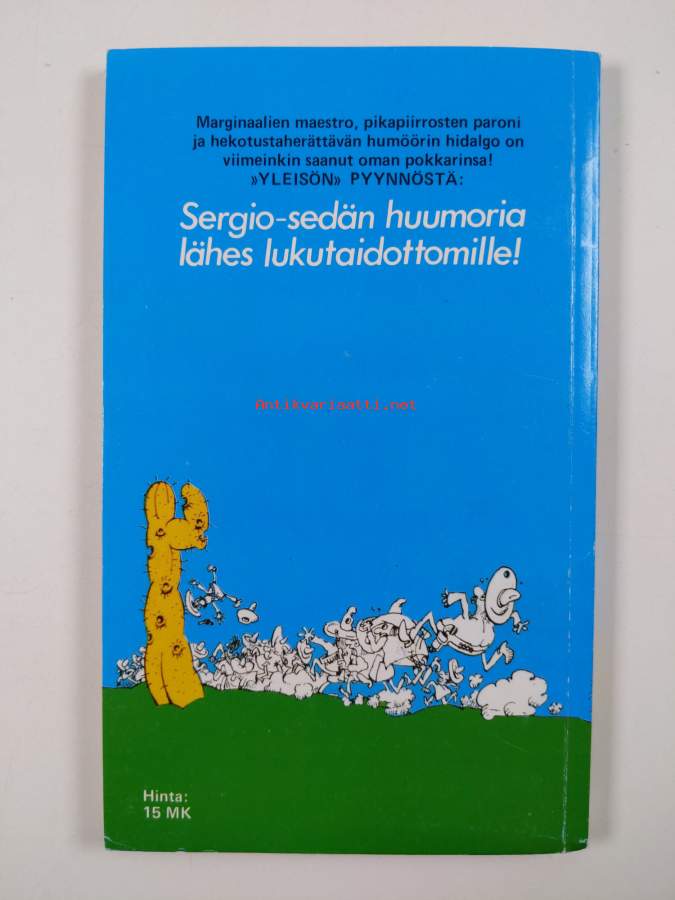 Marginaalien maestro, pikapiirrosten paroni
ja hekotustaherättävän humöörin hidalgo on
viimeinkin saanut oman pokkarinsa!
»YLEISÖN» PYYNNÖSTÄ:
Sergio-sedän huumoria
lähes lukutaidottomille!
Antikvariaatti.net
Hinta:
15 MK